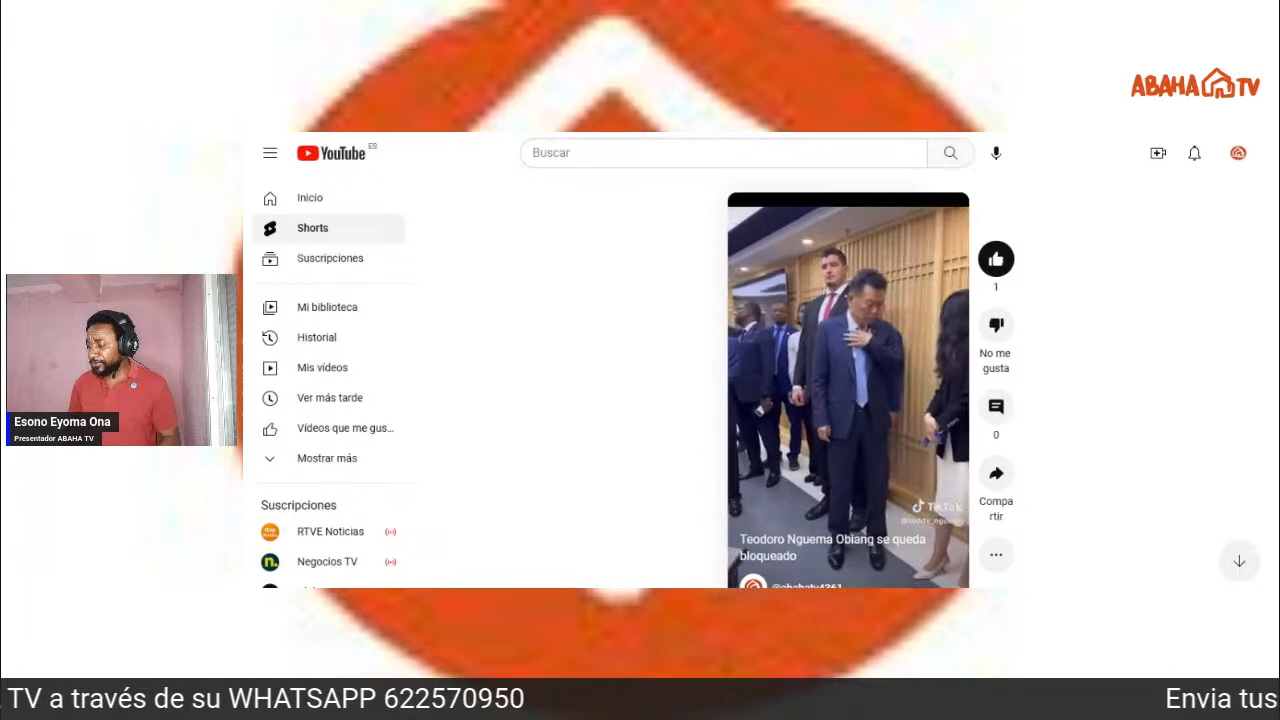 ABAHA TV
YouTube ES
Buscar
Inicio
Shorts
Suscripciones
Mi biblioteca
Historial
Mis vídeos
Ver más tarde
Vídeos que me gus...
Mostrar más
Suscripciones
RTVE Noticias
Negocios TV
1
No me
gusta
0
Compa
rtir
TikTok
Teodoro Nguema Obiang se queda
bloqueado
@abahatv4361
Esono Eyoma Ona
Presentador ABAHA TV
TV a través de su WHATSAPP 622570950
Envia tus